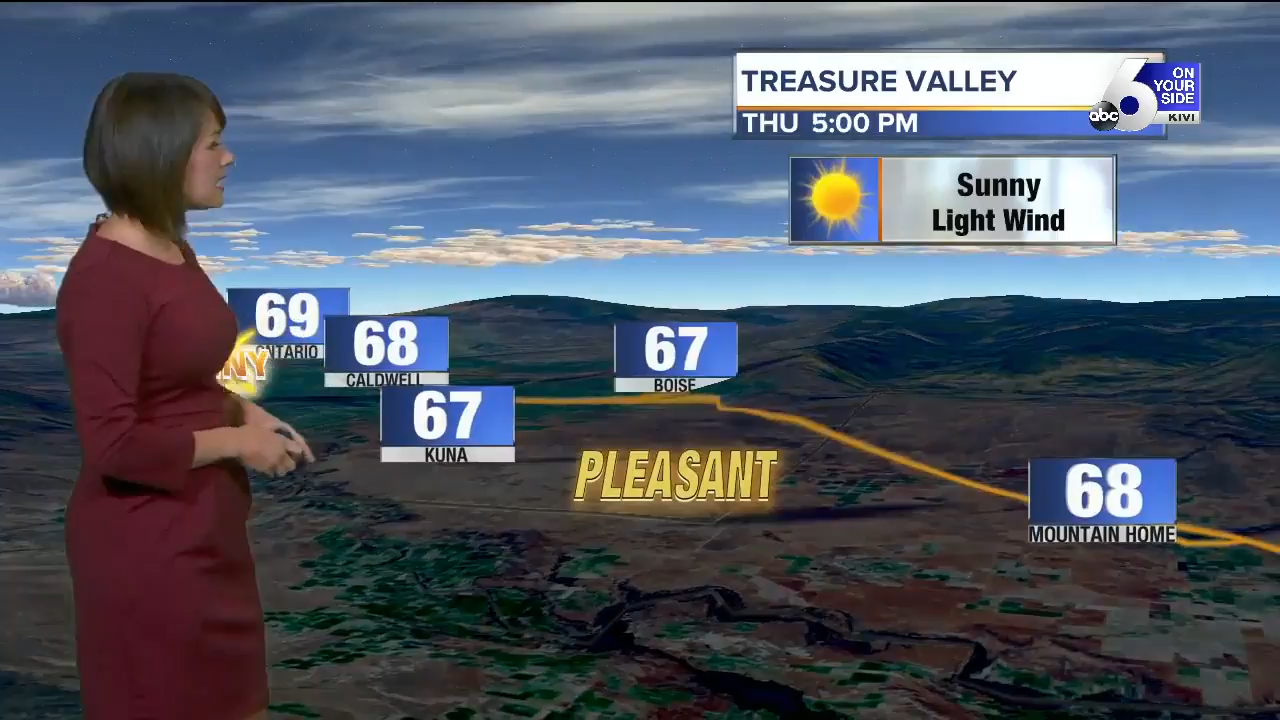 TREASURE VALLEY
THU 5:00 PM
abc 6 ON
YOUR
SIDE
KIVI
Sunny
Light Wind
69
68
CALDWELL
67
KUNA
67
BOISE
PLEASANT
68
MOUNTAIN HOME